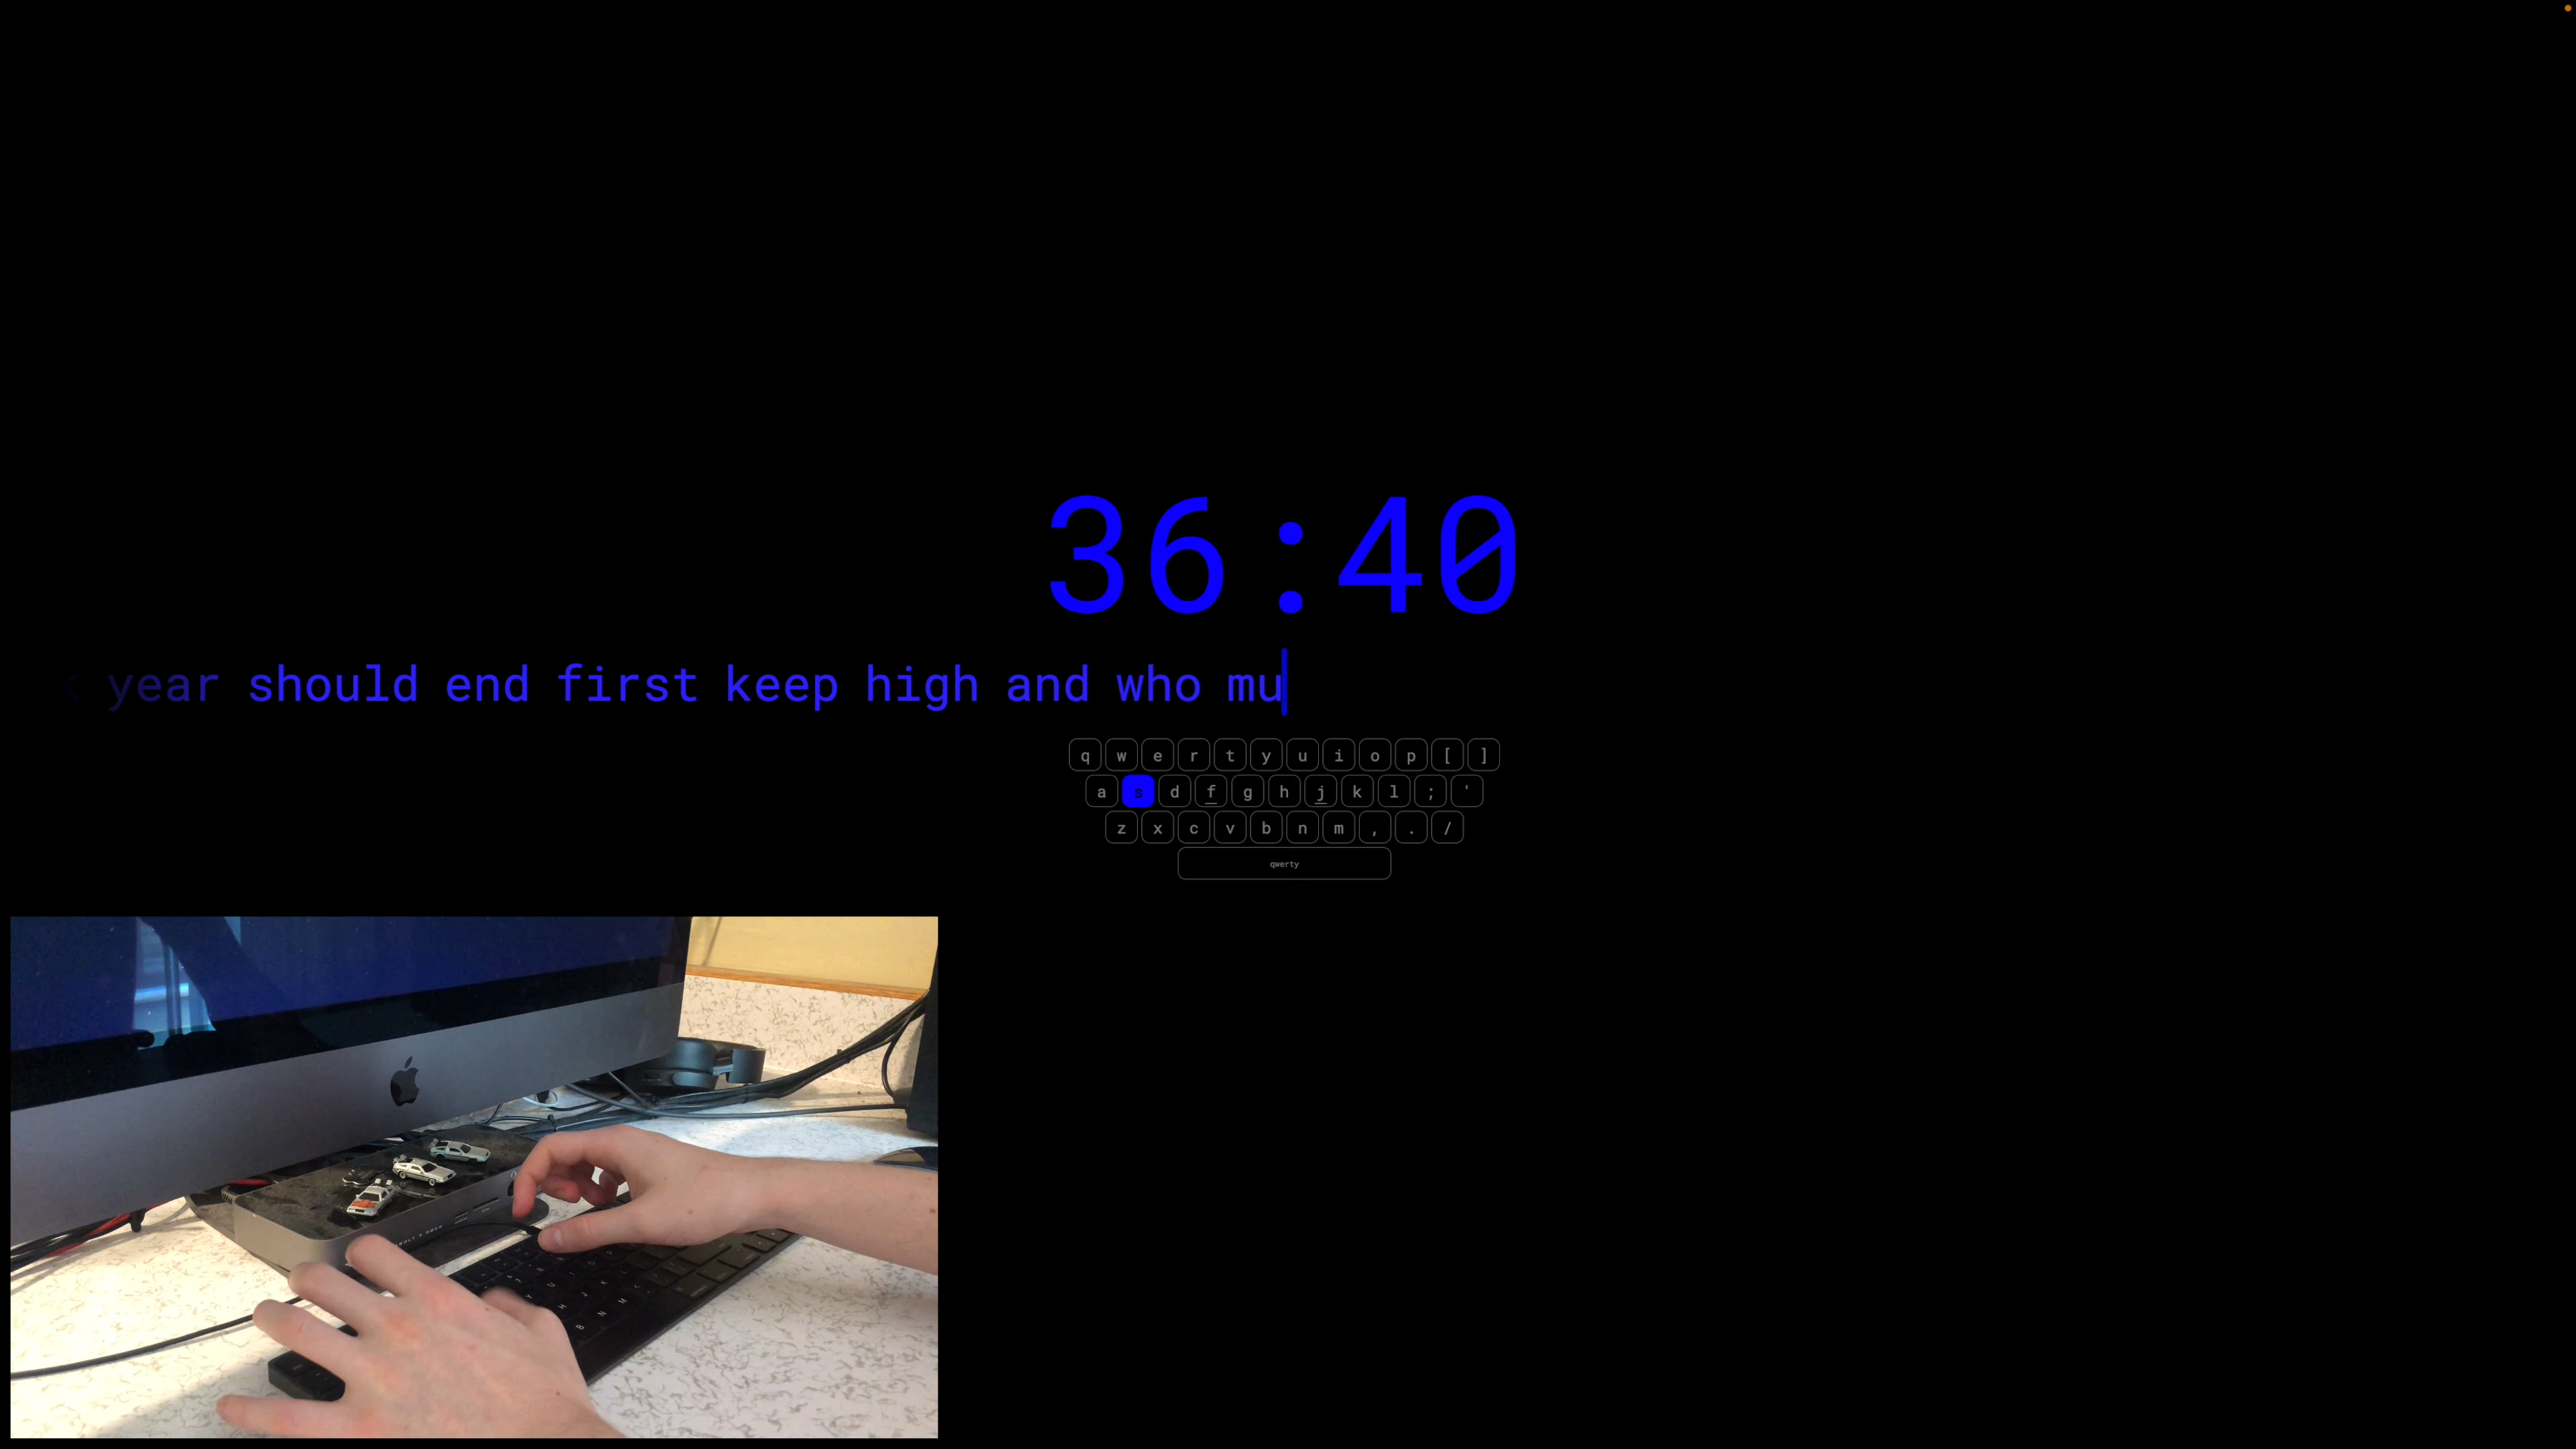 36:40
year should end first keep high and who mu
q w e r t y u i o p [ ]
a s d f g h j k l ; '
z x c v b n m , . /
qwerty